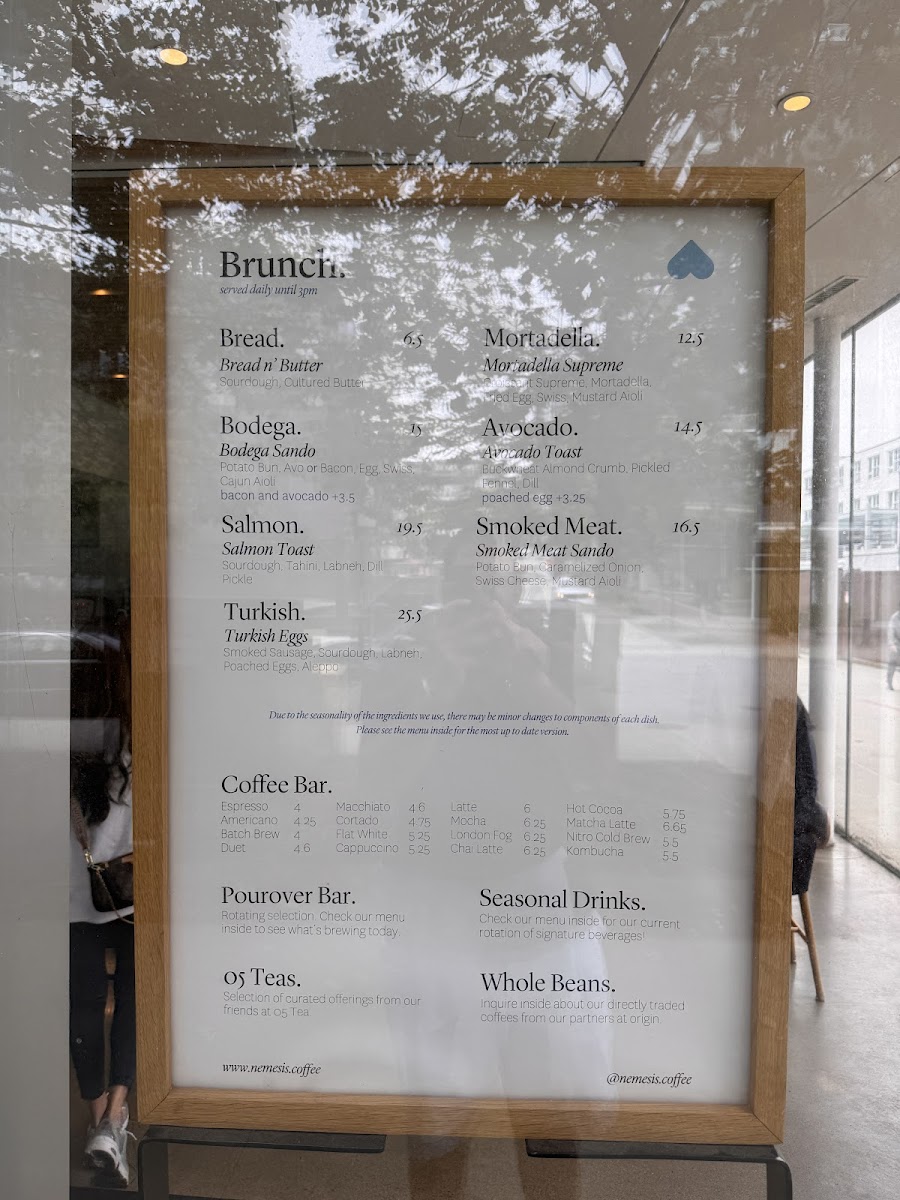 Brunch.
served daily until 3pm
Bread. 6.5
Bread n' Butter
Sourdough, Cultured Butter
Mortadella. 12.5
Mortadella Supreme
Supreme, Mortadella,
Fried Egg, Swiss, Mustard Aioli
Bodega. 15
Bodega Sando
Potato Bun, Avo or Bacon, Egg, Swiss,
Cajun Aioli
bacon and avocado +3.5
Avocado. 14.5
Avocado Toast
Buckwheat Almond Crumb, Pickled
Fennel, Dill
poached egg +3.25
Salmon. 19.5
Salmon Toast
Sourdough, Tahini, Labneh, Dill
Pickle
Smoked Meat. 16.5
Smoked Meat Sando
Potato Bun, Caramelized Onion,
Swiss Cheese, Mustard Aioli
Turkish. 25.5
Turkish Eggs
Smoked Sausage, Sourdough, Labneh,
Poached Eggs, Aleppo
Due to the seasonality of the ingredients we use, there may be minor changes to components of each dish.
Please see the menu inside for the most up to date version.
Coffee Bar.
Espresso 4 Macchiato 4.6 Latte 6 Hot Cocoa 5.75
Americano 4.25 Cortado 4.75 Mocha 6.25 Matcha Latte 6.65
Batch Brew 4 Flat White 5.25 London Fog 6.25 Nitro Cold Brew 5.5
Duet 4.6 Cappuccino 5.25 Chai Latte 6.25 Kombucha 5.5
Pourover Bar.
Rotating selection. Check our menu
inside to see what's brewing today.
Seasonal Drinks.
Check our menu inside for our current
rotation of signature beverages!
o5 Teas.
Selection of curated offerings from our
friends at o5 Tea.
Whole Beans.
Inquire inside about our directly traded
coffees from our partners at origin.
www.nemesis.coffee
@nemesis.coffee